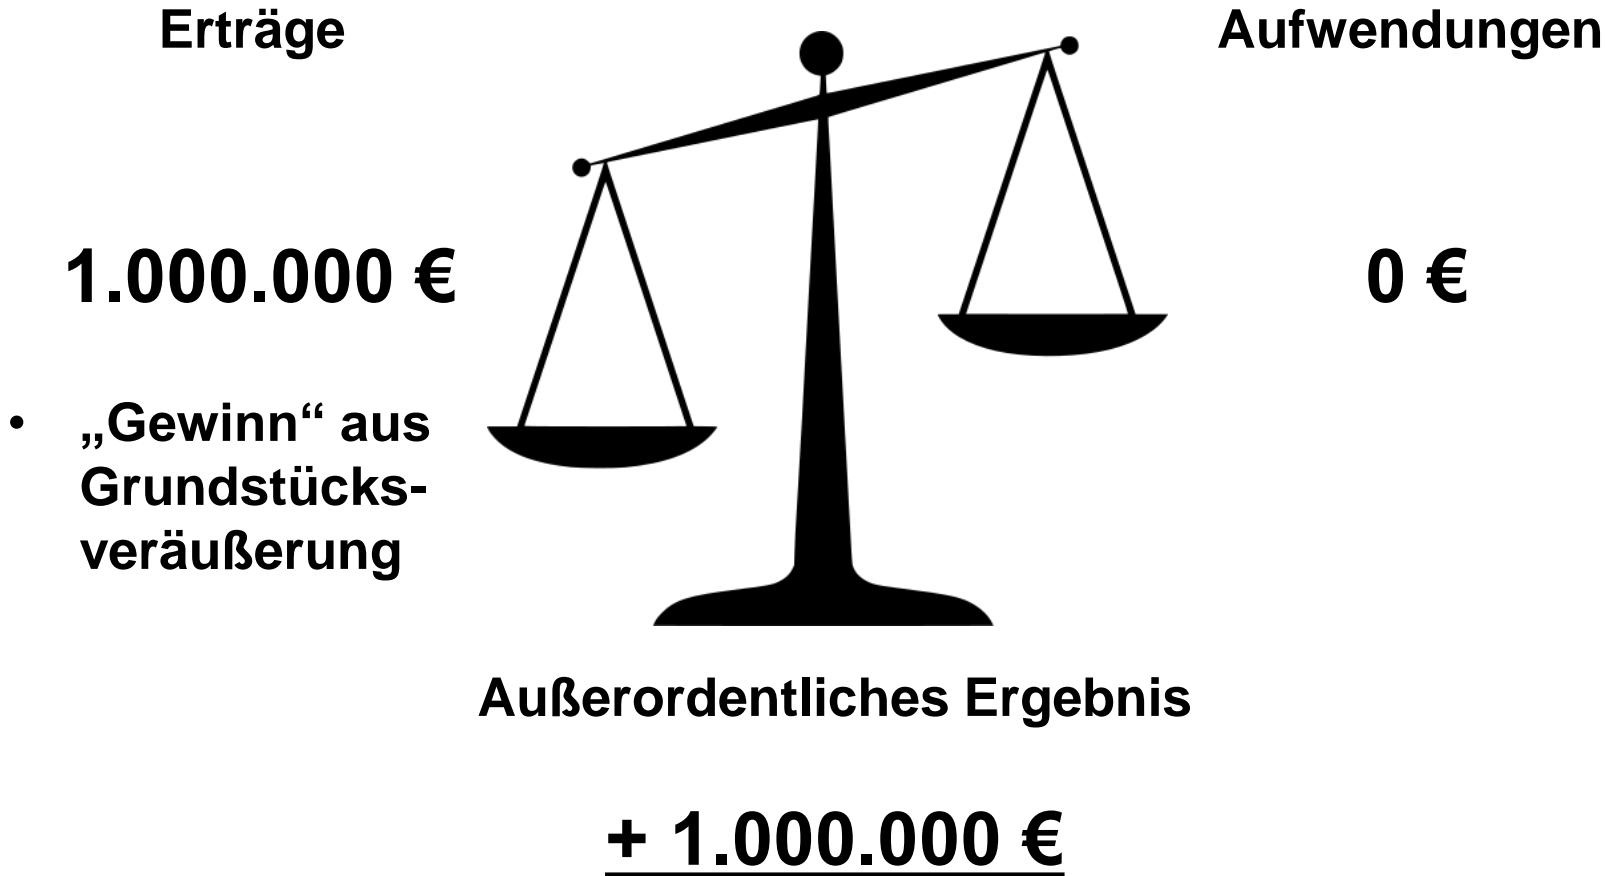 Erträge
Aufwendungen
1.000.000 €
0 €
• „Gewinn“ aus
Grundstücks-
veräußerung
Außerordentliches Ergebnis
+ 1.000.000 €